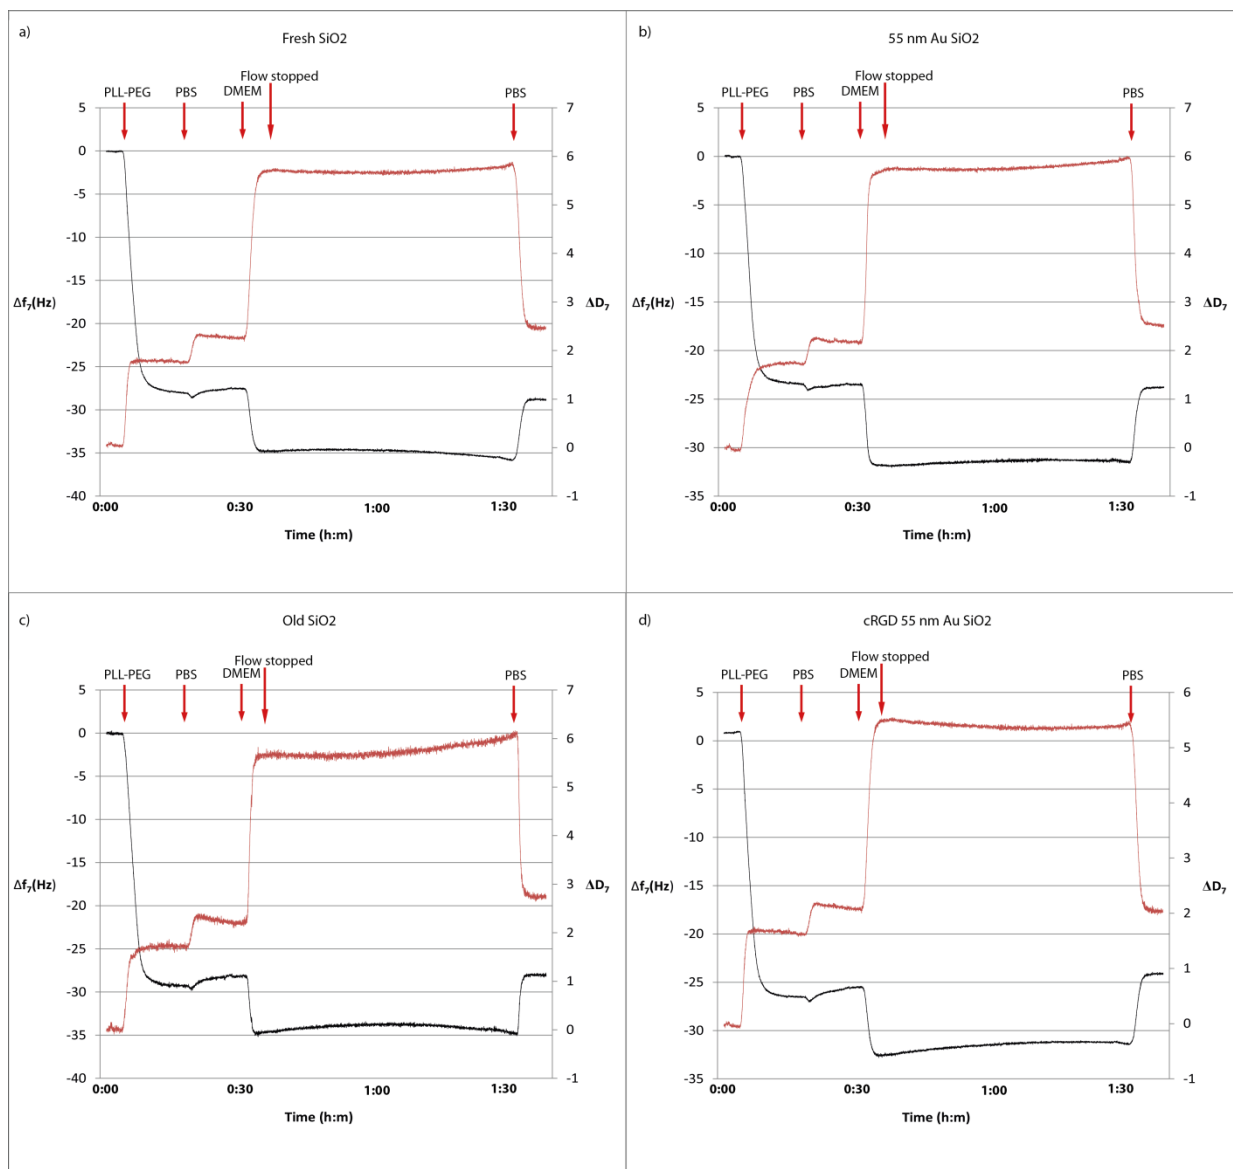 a)
Fresh SiO2
Flow stopped
PLL-PEG PBS DMEM PBS
5 7
0 6
-5
-10 5
-15 4
Δf7(Hz) 3 ΔD7
-20
-25 2
-30 1
-35 0
-40 -1
0:00 0:30 1:00 1:30
Time (h:m)
b)
55 nm Au SiO2
Flow stopped
PLL-PEG PBS DMEM PBS
5 7
0 6
-5 5
-10 4
Δf7(Hz) -15 3 ΔD7
-20 2
-25 1
-30 0
-35 -1
0:00 0:30 1:00 1:30
Time (h:m)
c)
Old SiO2
Flow stopped
PLL-PEG PBS DMEM PBS
5 7
0 6
-5
-10 5
-15 4
Δf7(Hz) 3 ΔD7
-20
-25 2
-30 1
-35 0
-40 -1
0:00 0:30 1:00 1:30
Time (h:m)
d)
cRGD 55 nm Au SiO2
Flow stopped
PLL-PEG PBS DMEM PBS
5 6
0
-5 5
-10 4
Δf7(Hz) -15 3 ΔD7
-20 2
-25 1
-30 0
-35 -1
0:00 0:30 1:00 1:30
Time (h:m)